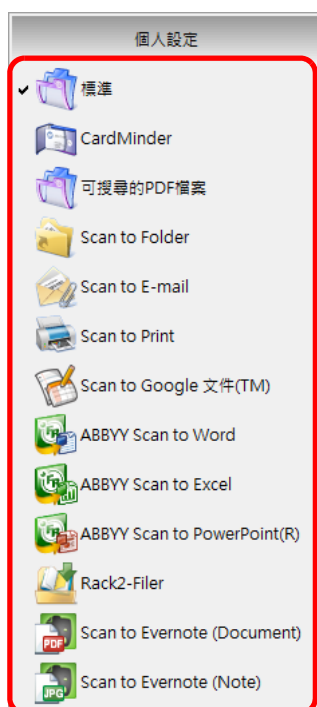 個人設定
標準
CardMinder
可搜尋的PDF檔案
Scan to Folder
Scan to E-mail
Scan to Print
Scan to Google 文件(TM)
ABBYY Scan to Word
ABBYY Scan to Excel
ABBYY Scan to PowerPoint(R)
Rack2-Filer
PDF
Scan to Evernote (Document)
JPG
Scan to Evernote (Note)